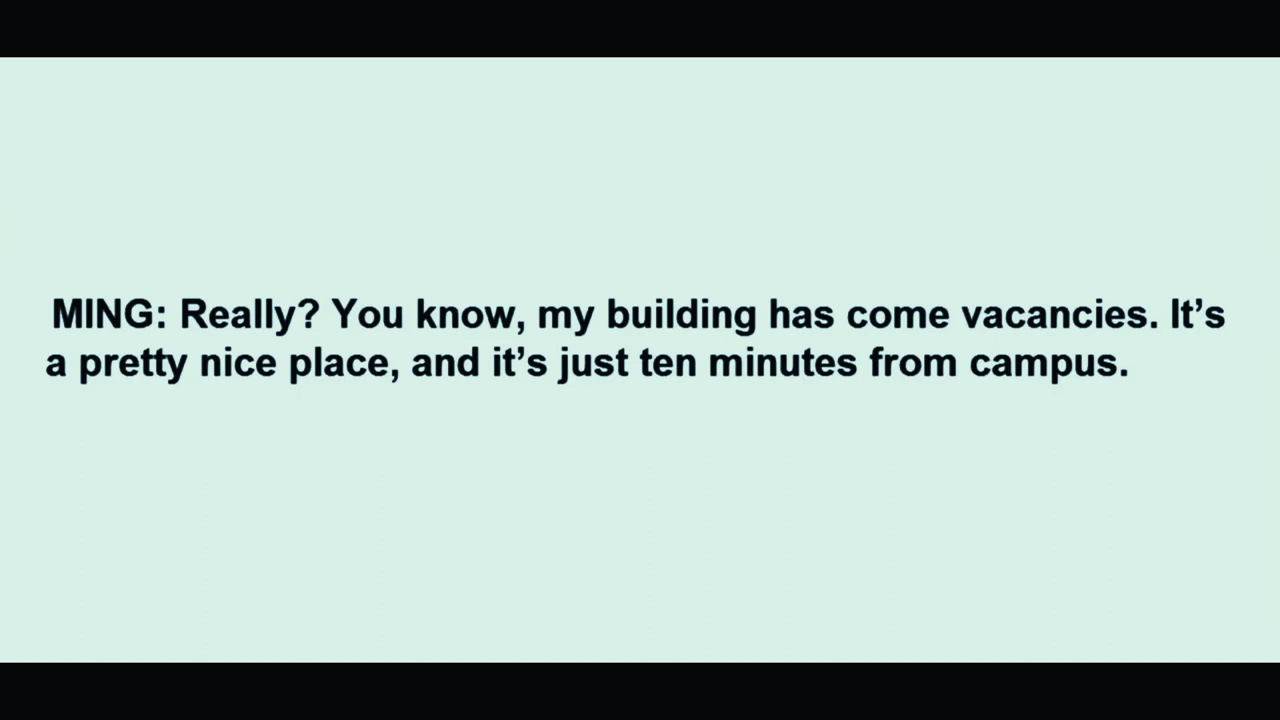 MING: Really? You know, my building has come vacancies. It’s
a pretty nice place, and it’s just ten minutes from campus.